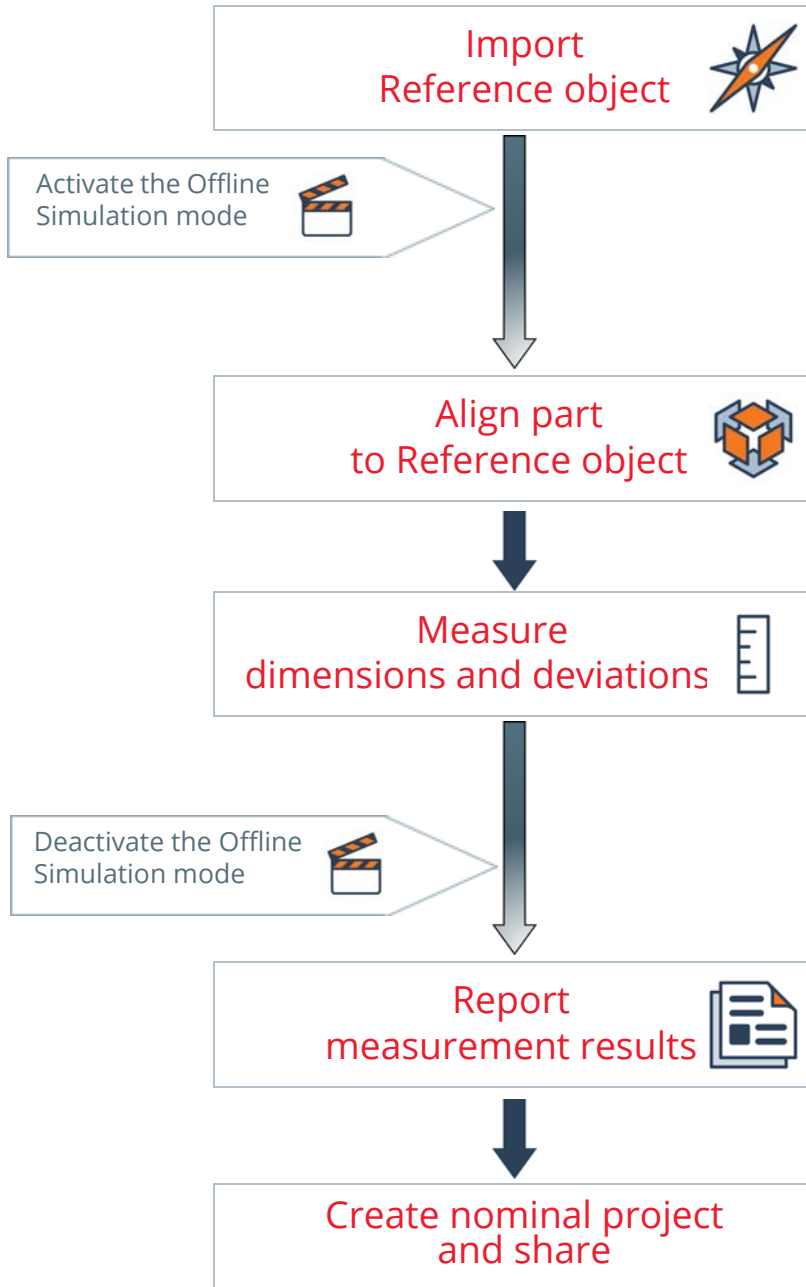 Import
Reference object
Activate the Offline
Simulation mode
Align part
to Reference object
Measure
dimensions and deviations
Deactivate the Offline
Simulation mode
Report
measurement results
Create nominal project
and share